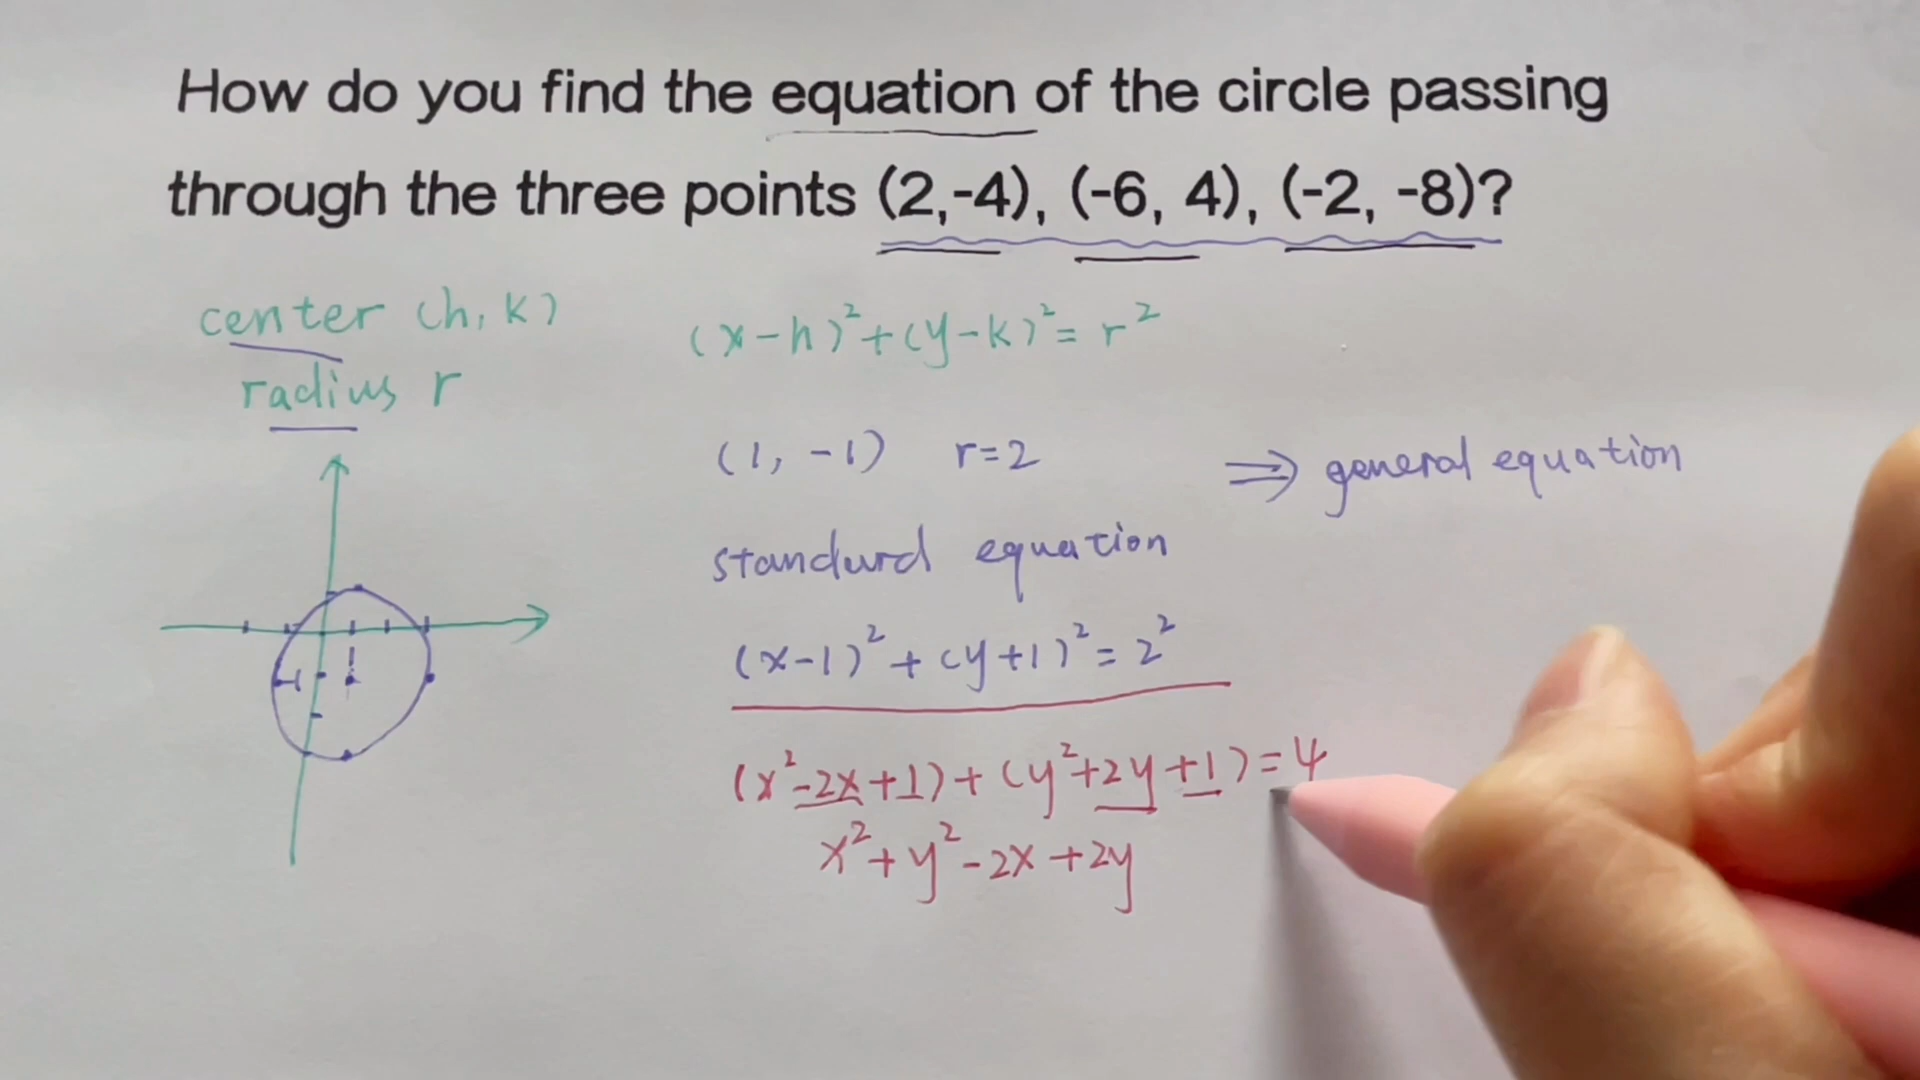 How do you find the equation of the circle passing
through the three points (2,-4), (-6, 4), (-2, -8)?
center (h, k)
radius r
(x-h)²+(y-k)²= r²
(1, -1) r=2
⇒ general equation
standard equation
(x-1)²+(y+1)²=2²
-1
(x²-2x+1)+(y²+2y+1)=4
x²+y²-2x+2y